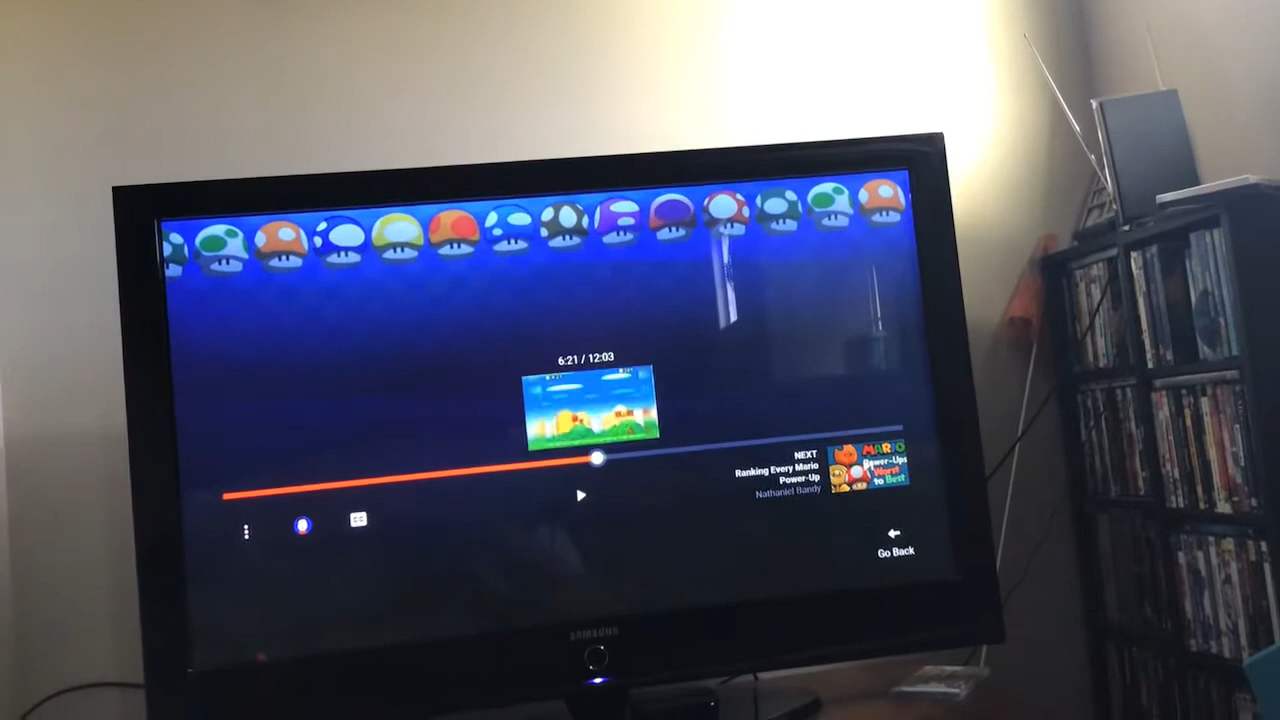 6:21 / 12:03
NEXT
Ranking Every Mario
Power-Up
Nathaniel Bandy
MARIO
Power-Ups
Worst
to Best
CC
Go Back
SAMSUNG